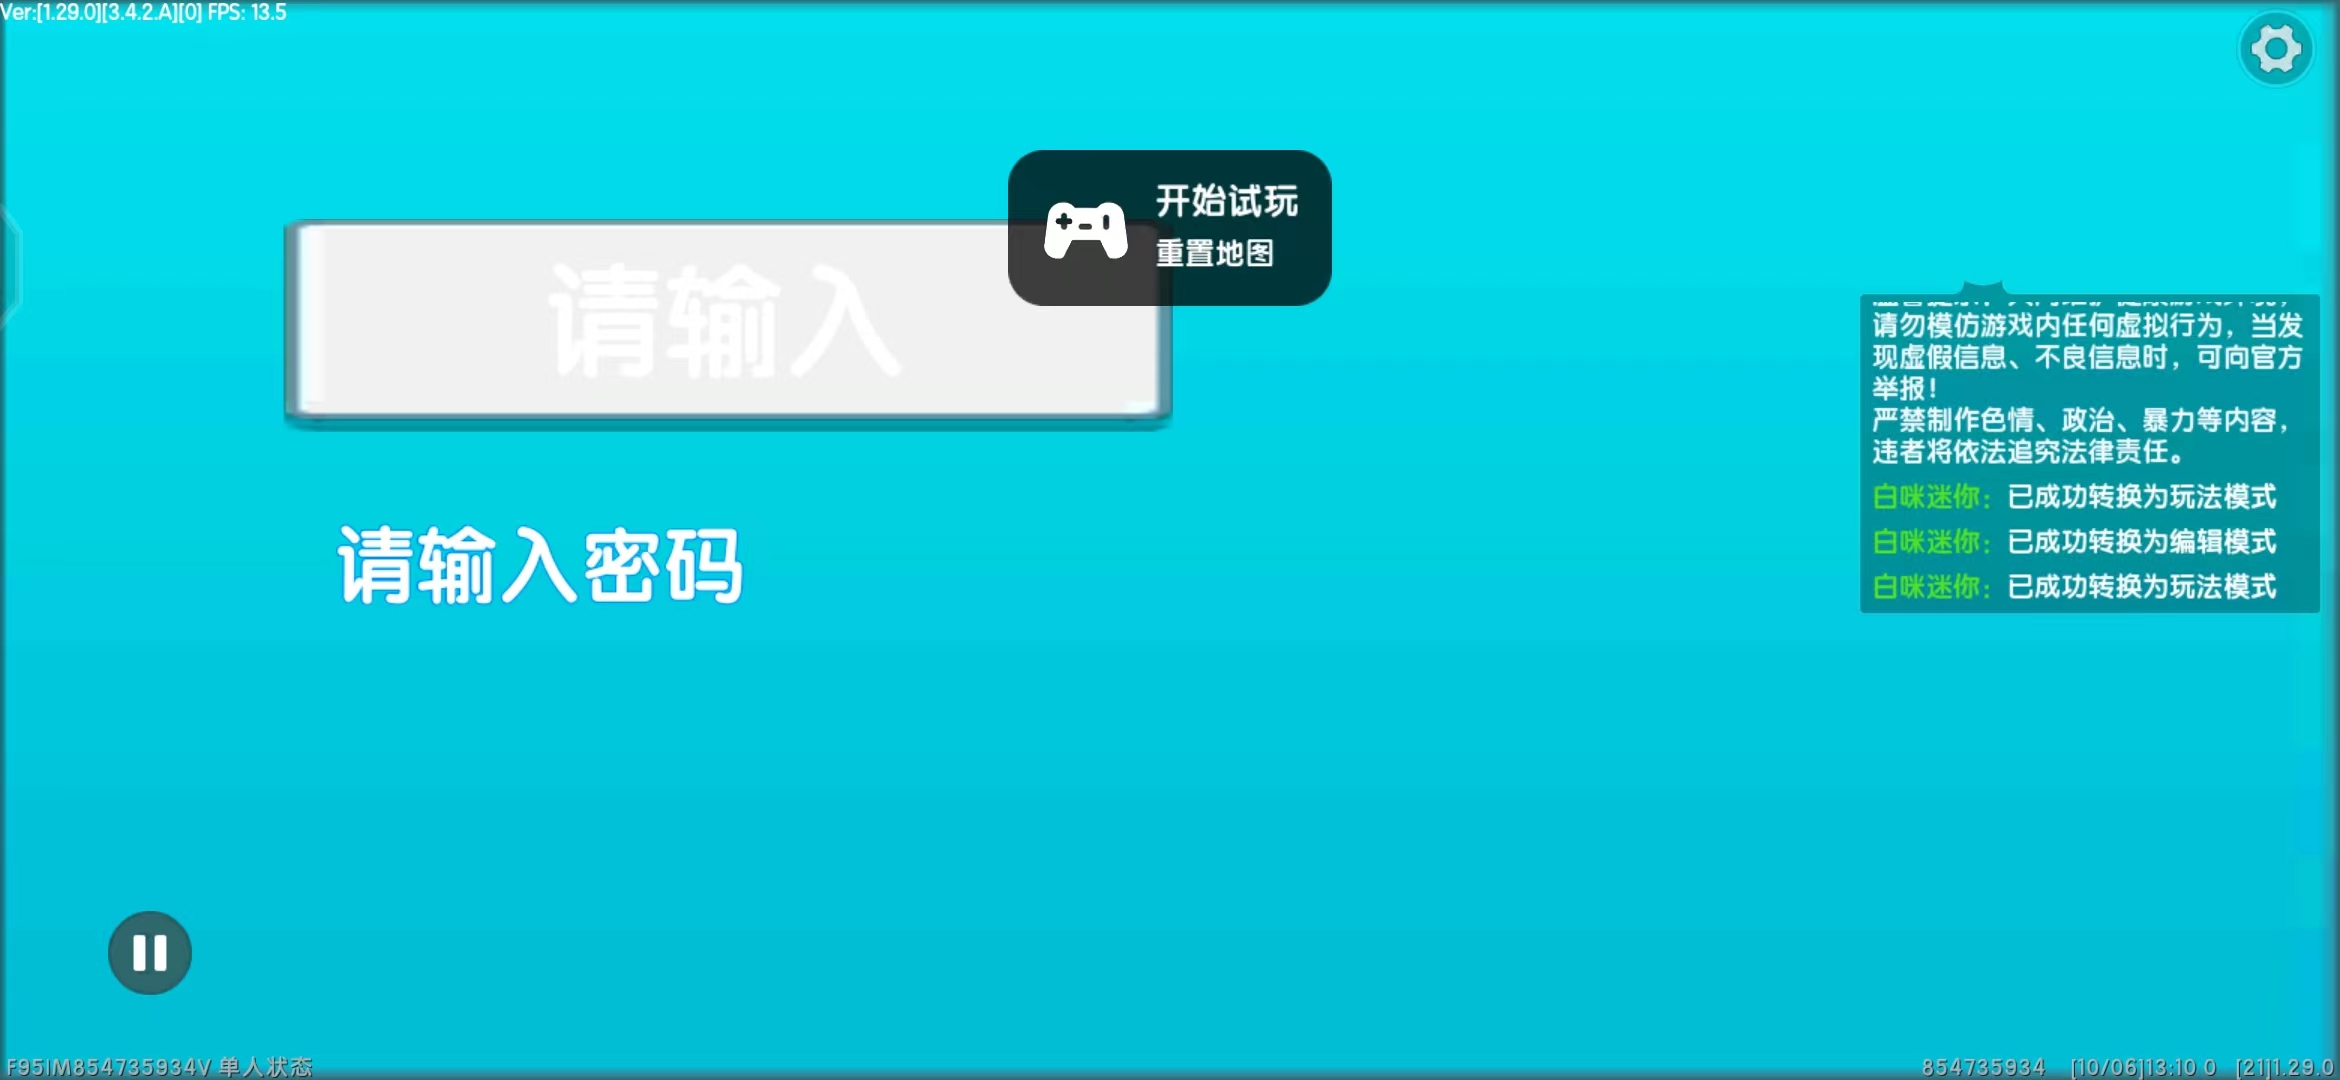 Ver:[1.29.0][3.4.2.A][0] FPS: 13.5
开始试玩
重置地图
请输入
请输入密码
请勿模仿游戏内任何虚拟行为，当发
现虚假信息、不良信息时，可向官方
举报！
严禁制作色情、政治、暴力等内容，
违者将依法追究法律责任。
白咪迷你：已成功转换为玩法模式
白咪迷你：已成功转换为编辑模式
白咪迷你：已成功转换为玩法模式
F95IM854735934V 单人状态
854735934 [10/06]13:10 0 [21]1.29.0